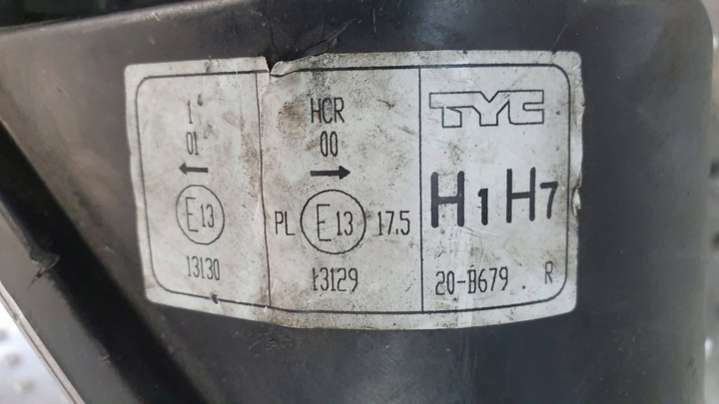 1
01
←
E13
13130
HCR
00
→
PL E13 17.5
13129
TYC
H1 H7
20-B679 R